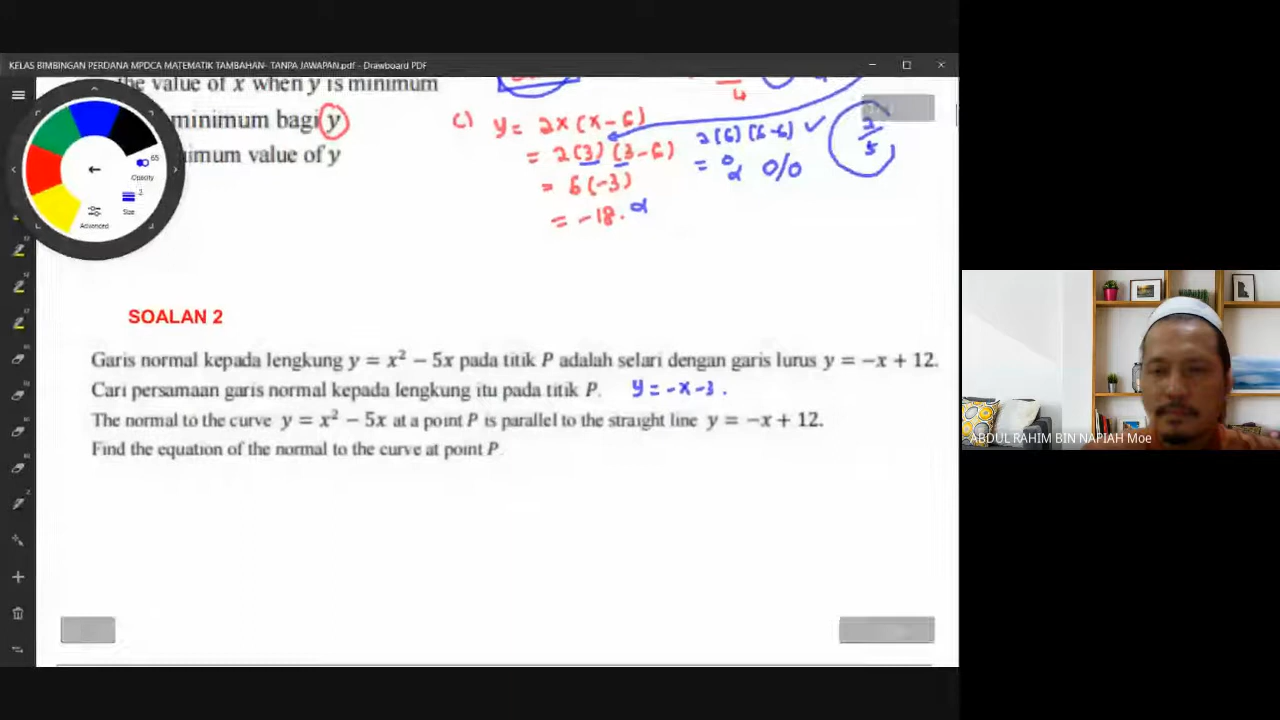 KELAS BIMBINGAN PERDANA MPDCA MATEMATIK TAMBAHAN- TANPA JAWAPAN.pdf - Drawboard PDF
the value of x when y is minimum
minimum bagi y
imum value of y
Opacity
65
Size
2
Advanced
4
c) y = 2x(x-6)
= 2(3)(3-6)
= 6(-3)
= -18.
2(6)(6-6) ✓
= 0
0/0
SOALAN 2
Garis normal kepada lengkung y = x² − 5x pada titik P adalah selari dengan garis lurus y = −x + 12.
Cari persamaan garis normal kepada lengkung itu pada titik P. y = -x -3 .
The normal to the curve y = x² − 5x at a point P is parallel to the straight line y = −x + 12.
Find the equation of the normal to the curve at point P.
ABDUL RAHIM BIN NAPIAH Moe